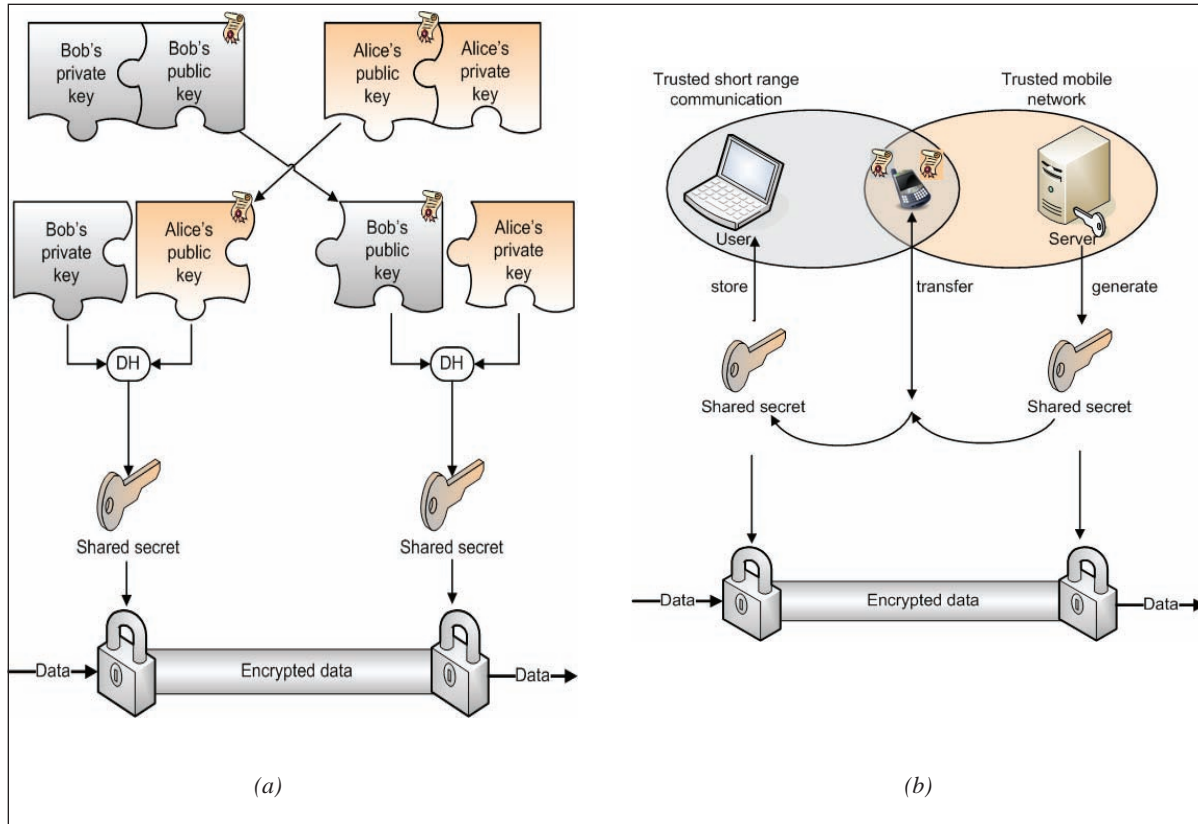 Bob's
private
key
Bob's
public
key
Alice's
public
key
Alice's
private
key
Bob's
private
key
Alice's
public
key
Bob's
public
key
Alice's
private
key
DH
DH
Shared secret
Shared secret
Data
Encrypted data
Data
(a)
Trusted short range
communication
Trusted mobile
network
User
Server
store
transfer
generate
Shared secret
Shared secret
Data
Encrypted data
Data
(b)